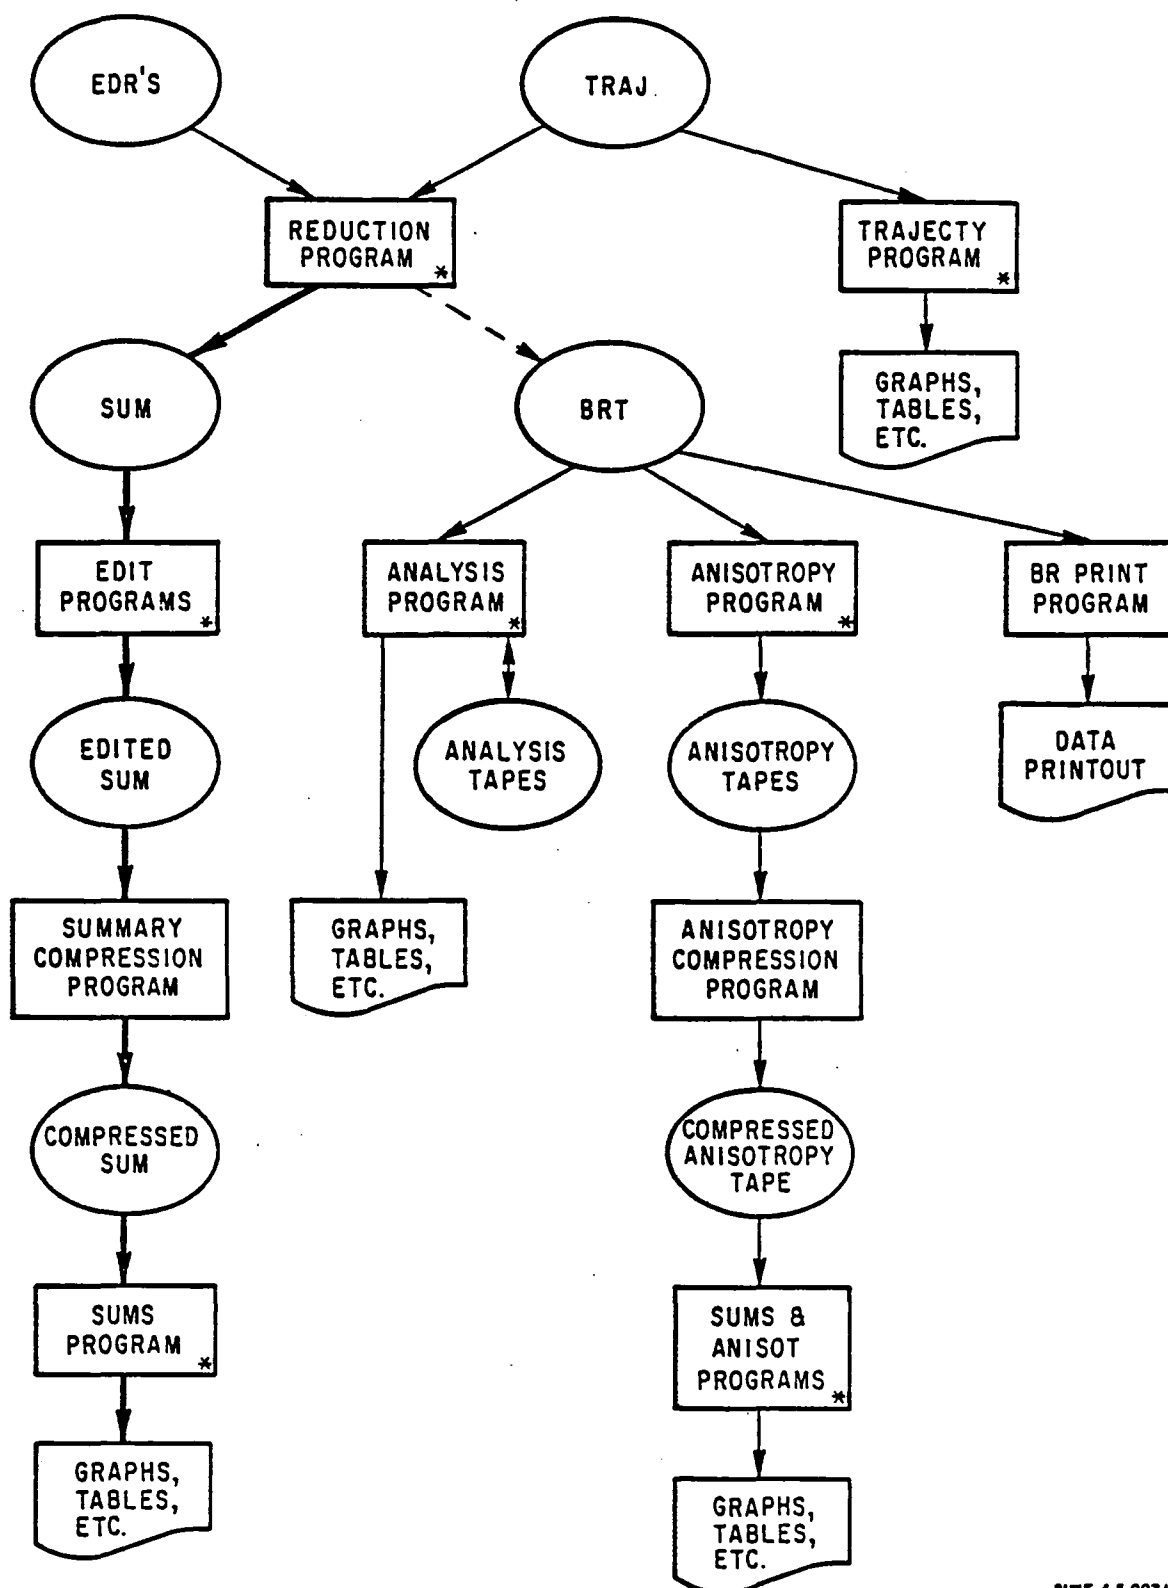 EDR'S
TRAJ.
REDUCTION
PROGRAM *
TRAJECTY
PROGRAM *
SUM
BRT
GRAPHS,
TABLES,
ETC.
EDIT
PROGRAMS *
ANALYSIS
PROGRAM *
ANISOTROPY
PROGRAM *
BR PRINT
PROGRAM
EDITED
SUM
ANALYSIS
TAPES
ANISOTROPY
TAPES
DATA
PRINTOUT
SUMMARY
COMPRESSION
PROGRAM
GRAPHS,
TABLES,
ETC.
ANISOTROPY
COMPRESSION
PROGRAM
COMPRESSED
SUM
COMPRESSED
ANISOTROPY
TAPE
SUMS
PROGRAM *
SUMS &
ANISOT
PROGRAMS *
GRAPHS,
TABLES,
ETC.
GRAPHS,
TABLES,
ETC.